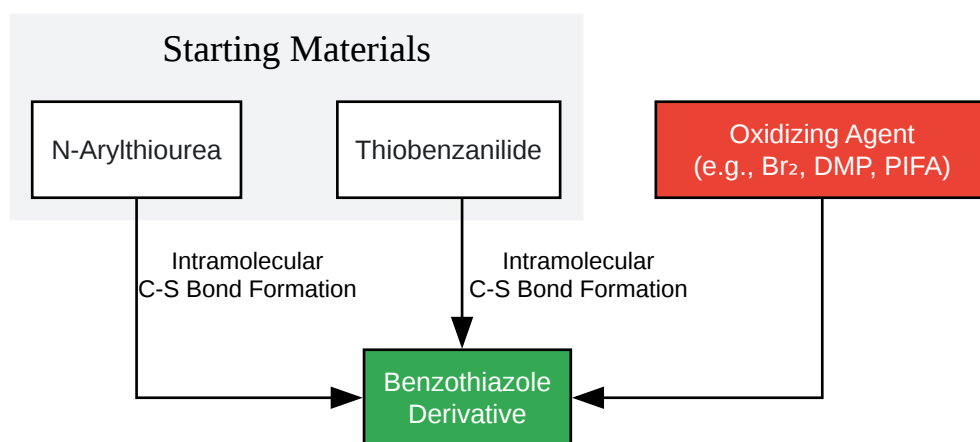 Starting Materials
N-Arylthiourea
Thiobenzanilide
Oxidizing Agent
(e.g., Br₂, DMP, PIFA)
Intramolecular
C-S Bond Formation
Intramolecular
C-S Bond Formation
Benzothiazole
Derivative